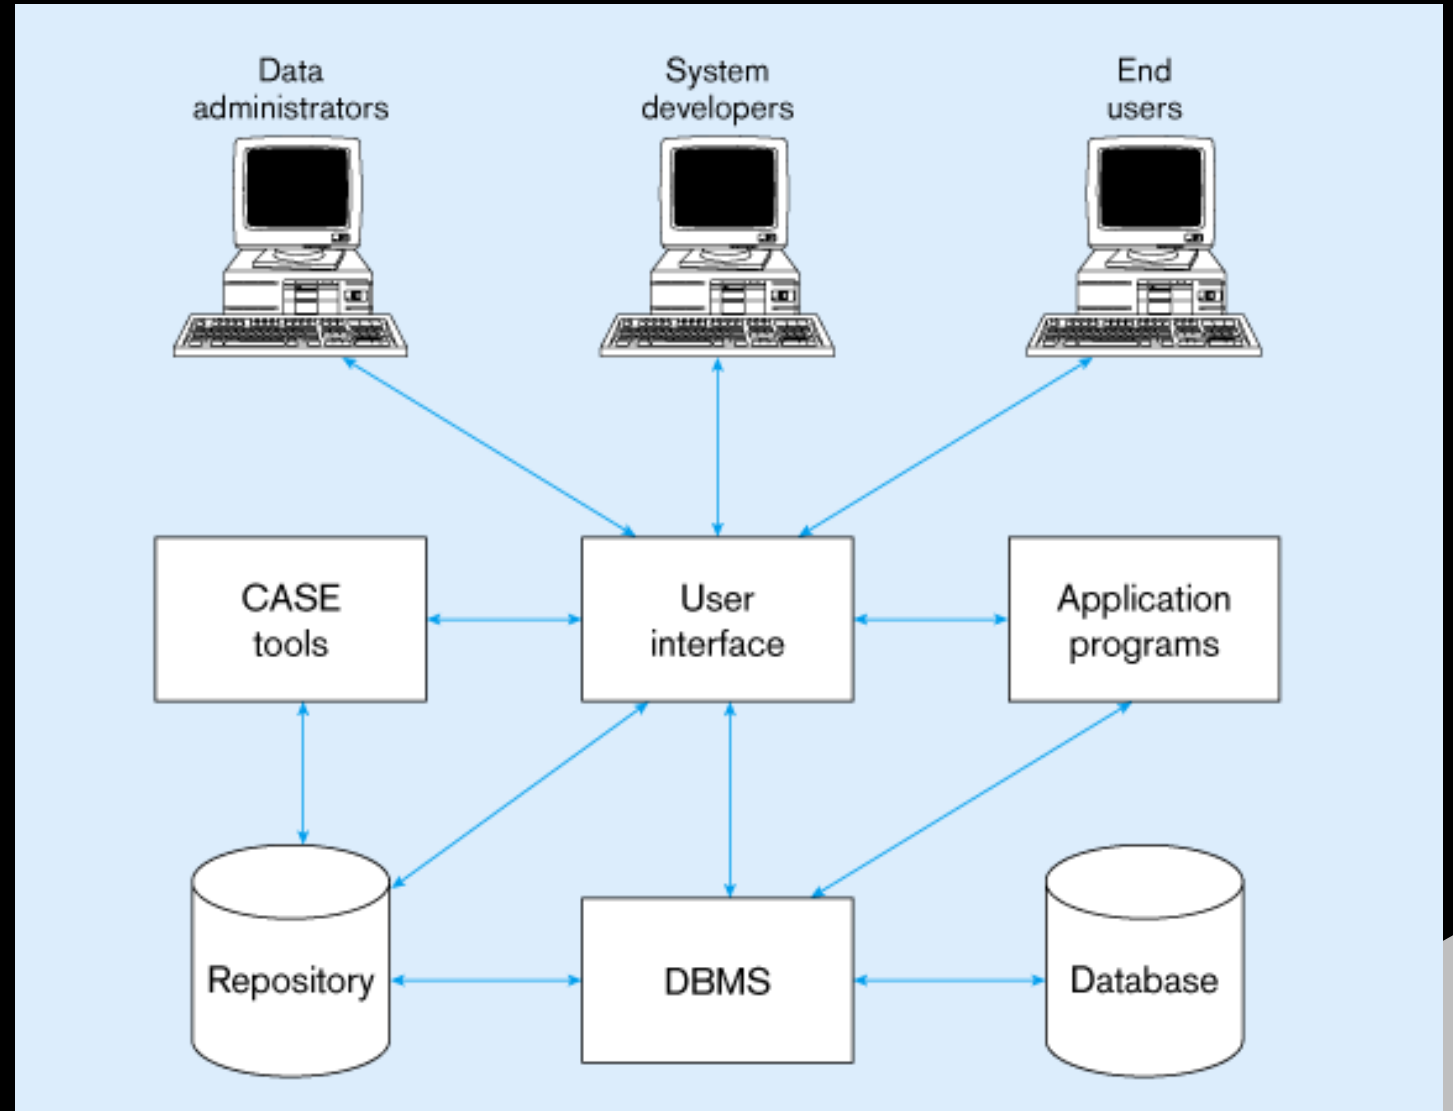 Data
administrators
System
developers
End
users
CASE
tools
User
interface
Application
programs
Repository
DBMS
Database